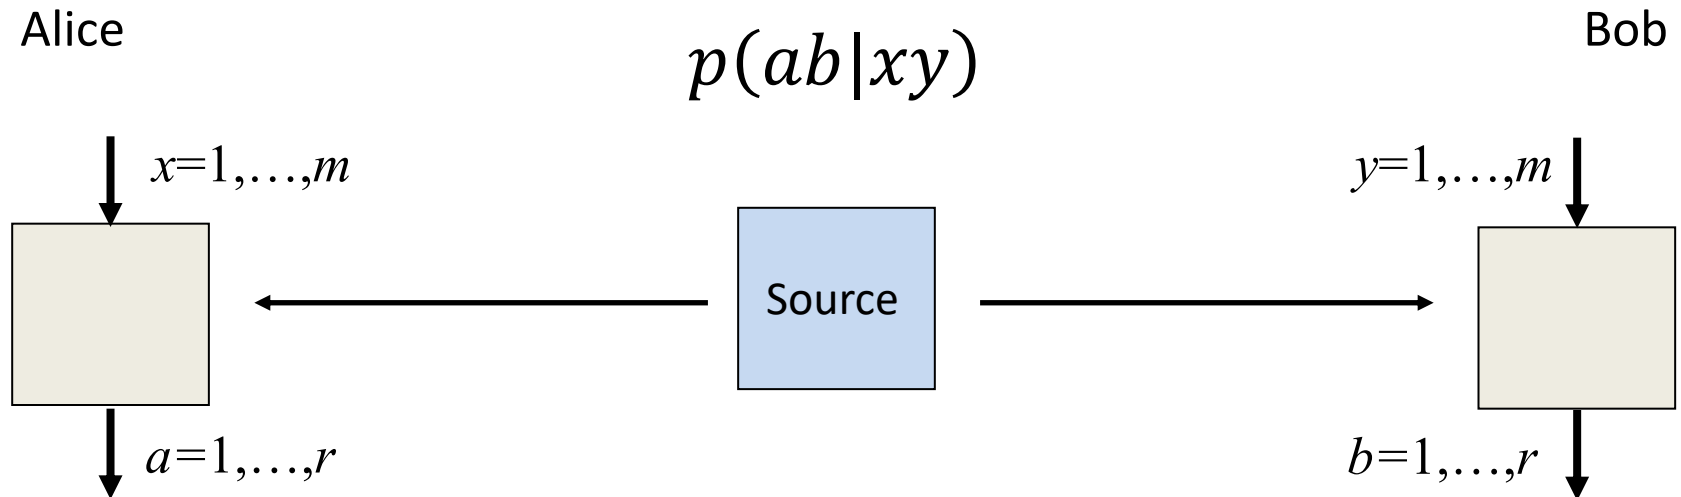 Alice
Bob
p(ab|xy)
x=1,…,m
y=1,…,m
Source
a=1,…,r
b=1,…,r